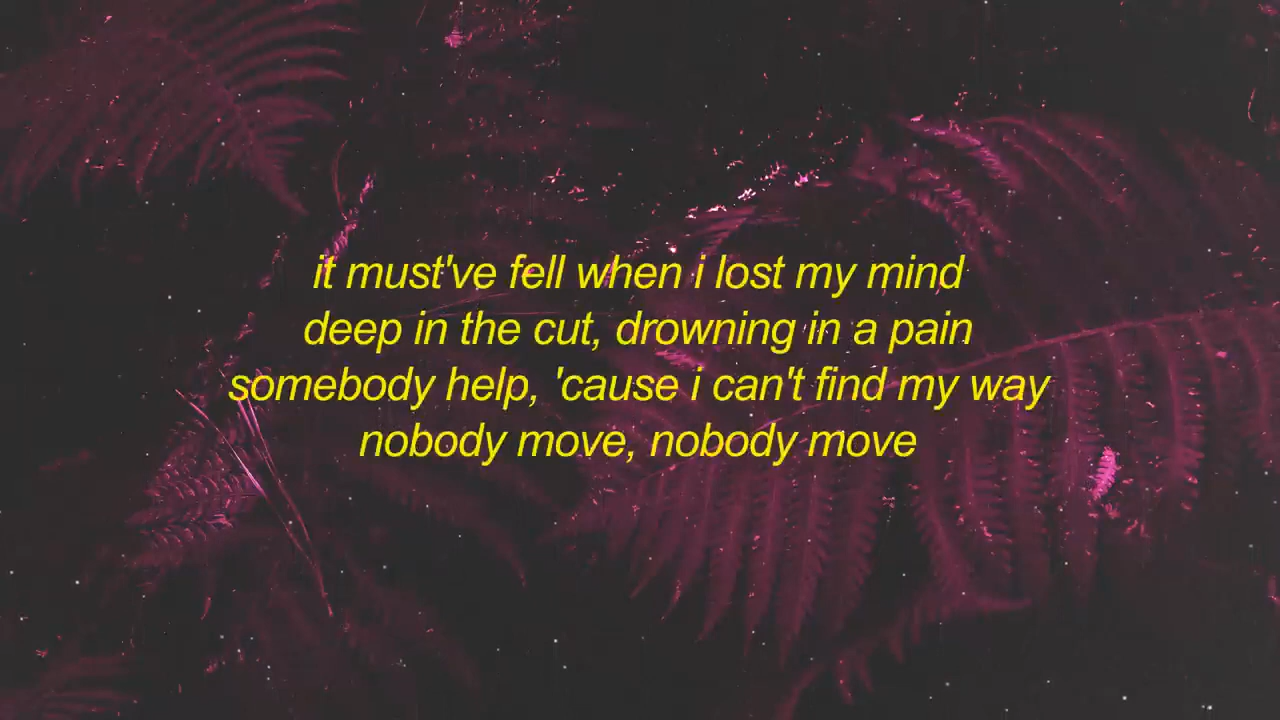 it must've fell when i lost my mind
deep in the cut, drowning in a pain
somebody help, 'cause i can't find my way
nobody move, nobody move